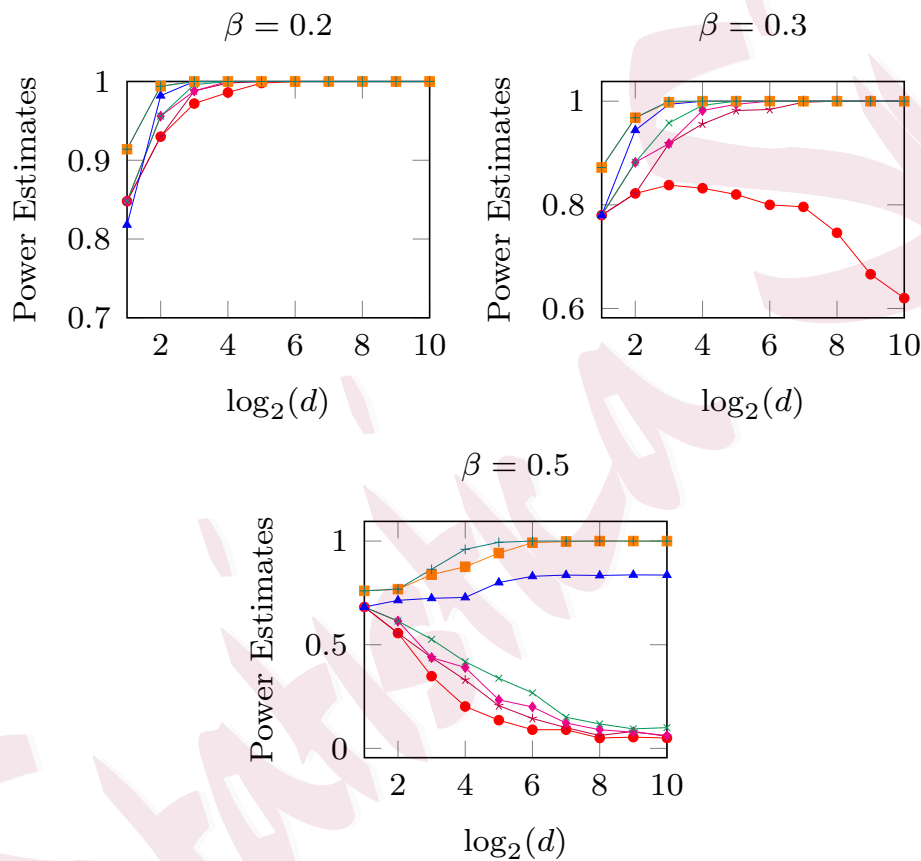 β = 0.2
Power Estimates
1
0.9
0.8
0.7
2 4 6 8 10
log₂(d)
β = 0.3
Power Estimates
1
0.8
0.6
2 4 6 8 10
log₂(d)
β = 0.5
Power Estimates
1
0.5
0
2 4 6 8 10
log₂(d)